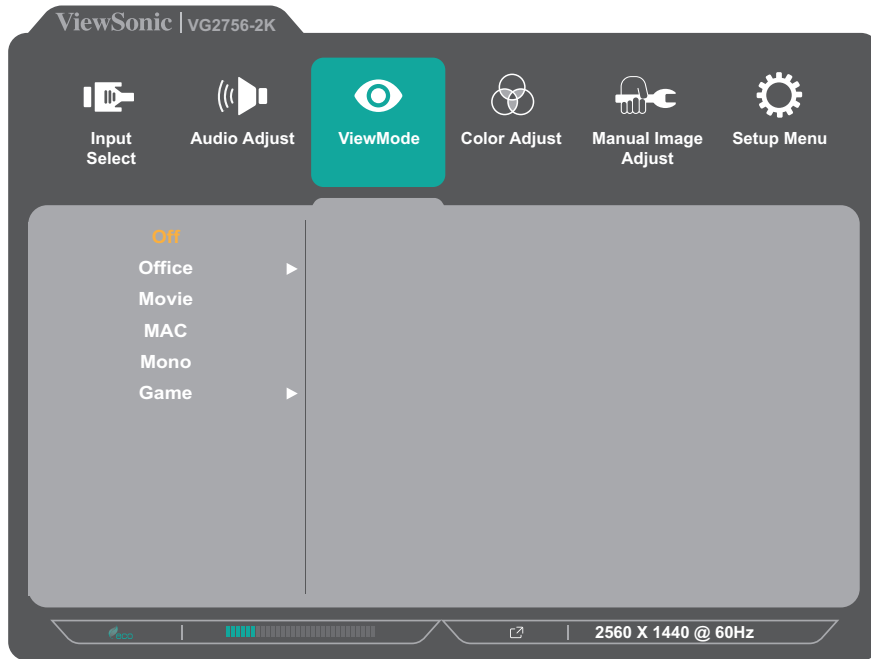 ViewSonic | VG2756-2K
Input
Select
Audio Adjust
ViewMode
Color Adjust
Manual Image
Adjust
Setup Menu
Off
Office ►
Movie
MAC
Mono
Game ►
eco
2560 X 1440 @ 60Hz